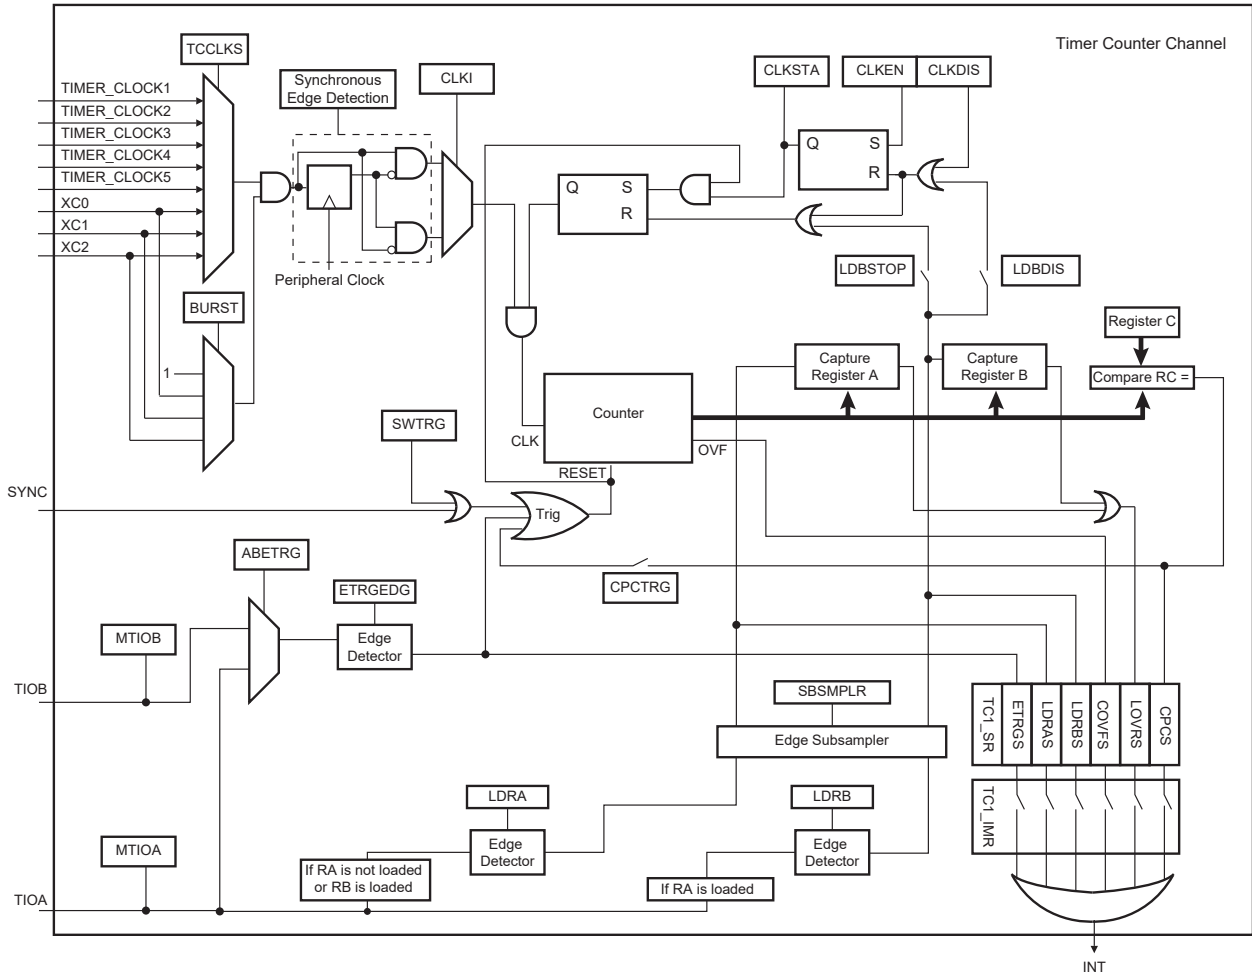 Timer Counter Channel
TCCLKS
TIMER_CLOCK1
TIMER_CLOCK2
TIMER_CLOCK3
TIMER_CLOCK4
TIMER_CLOCK5
XC0
XC1
XC2
Synchronous
Edge Detection
CLKI
Peripheral Clock
BURST
1
CLKSTA
CLKEN
CLKDIS
Q
S
R
Q
S
R
LDBSTOP
LDBDIS
Register C
Capture
Register A
Capture
Register B
Compare RC =
Counter
CLK
OVF
RESET
SWTRG
SYNC
Trig
CPCTRG
ABETRG
ETRGEDG
Edge
Detector
MTIOB
TIOB
SBSMPLR
Edge Subsampler
TC1_SR
ETRGS
LDRAS
LDRBS
COVFS
LOVRS
CPCS
TC1_IMR
LDRA
Edge
Detector
LDRB
Edge
Detector
MTIOA
If RA is not loaded
or RB is loaded
If RA is loaded
TIOA
INT